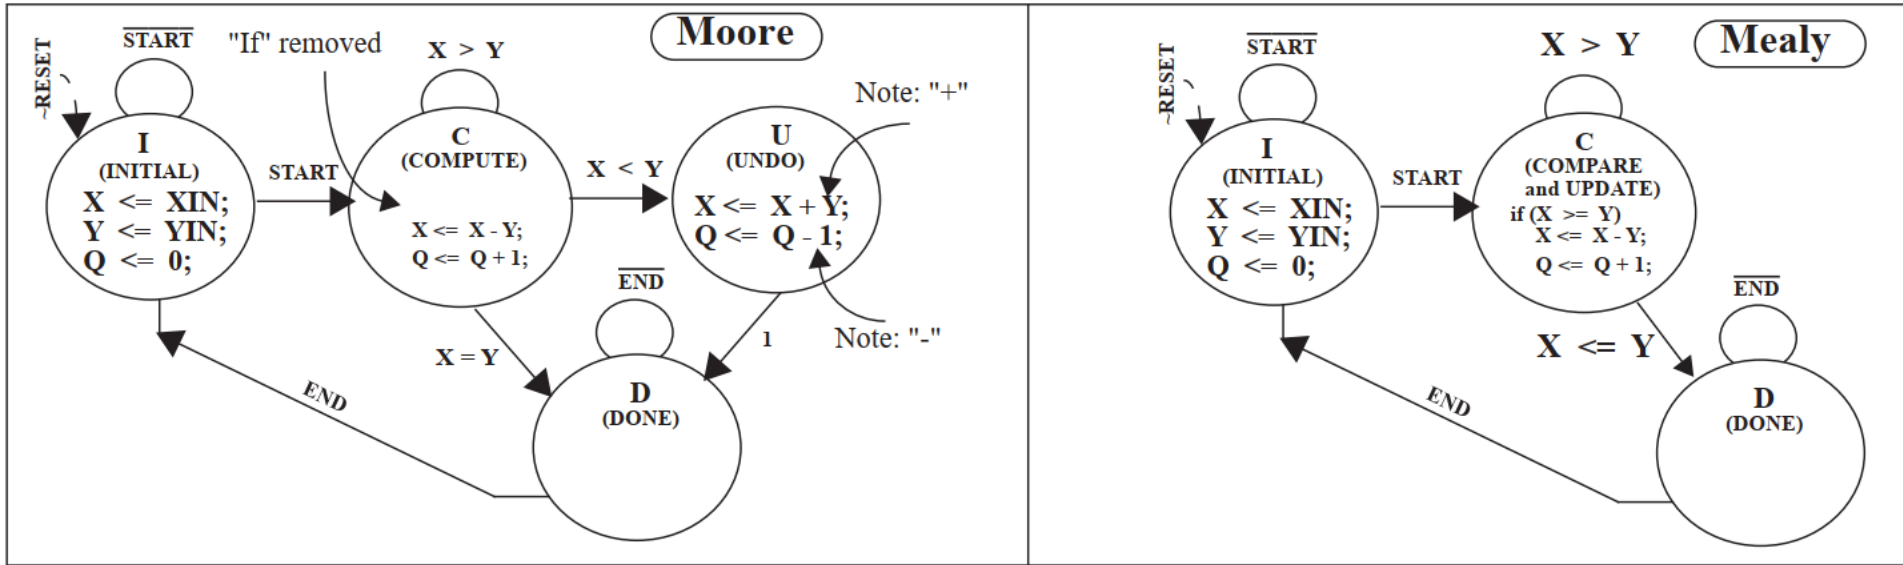 Moore
~RESET
START
"If" removed
X > Y
I
(INITIAL)
X <= XIN;
Y <= YIN;
Q <= 0;
START
C
(COMPUTE)
X <= X - Y;
Q <= Q + 1;
X < Y
Note: "+"
U
(UNDO)
X <= X + Y;
Q <= Q - 1;
Note: "-"
END
X = Y
1
D
(DONE)
END
Mealy
~RESET
START
X > Y
I
(INITIAL)
X <= XIN;
Y <= YIN;
Q <= 0;
START
C
(COMPARE
and UPDATE)
if (X >= Y)
X <= X - Y;
Q <= Q + 1;
END
X <= Y
D
(DONE)
END